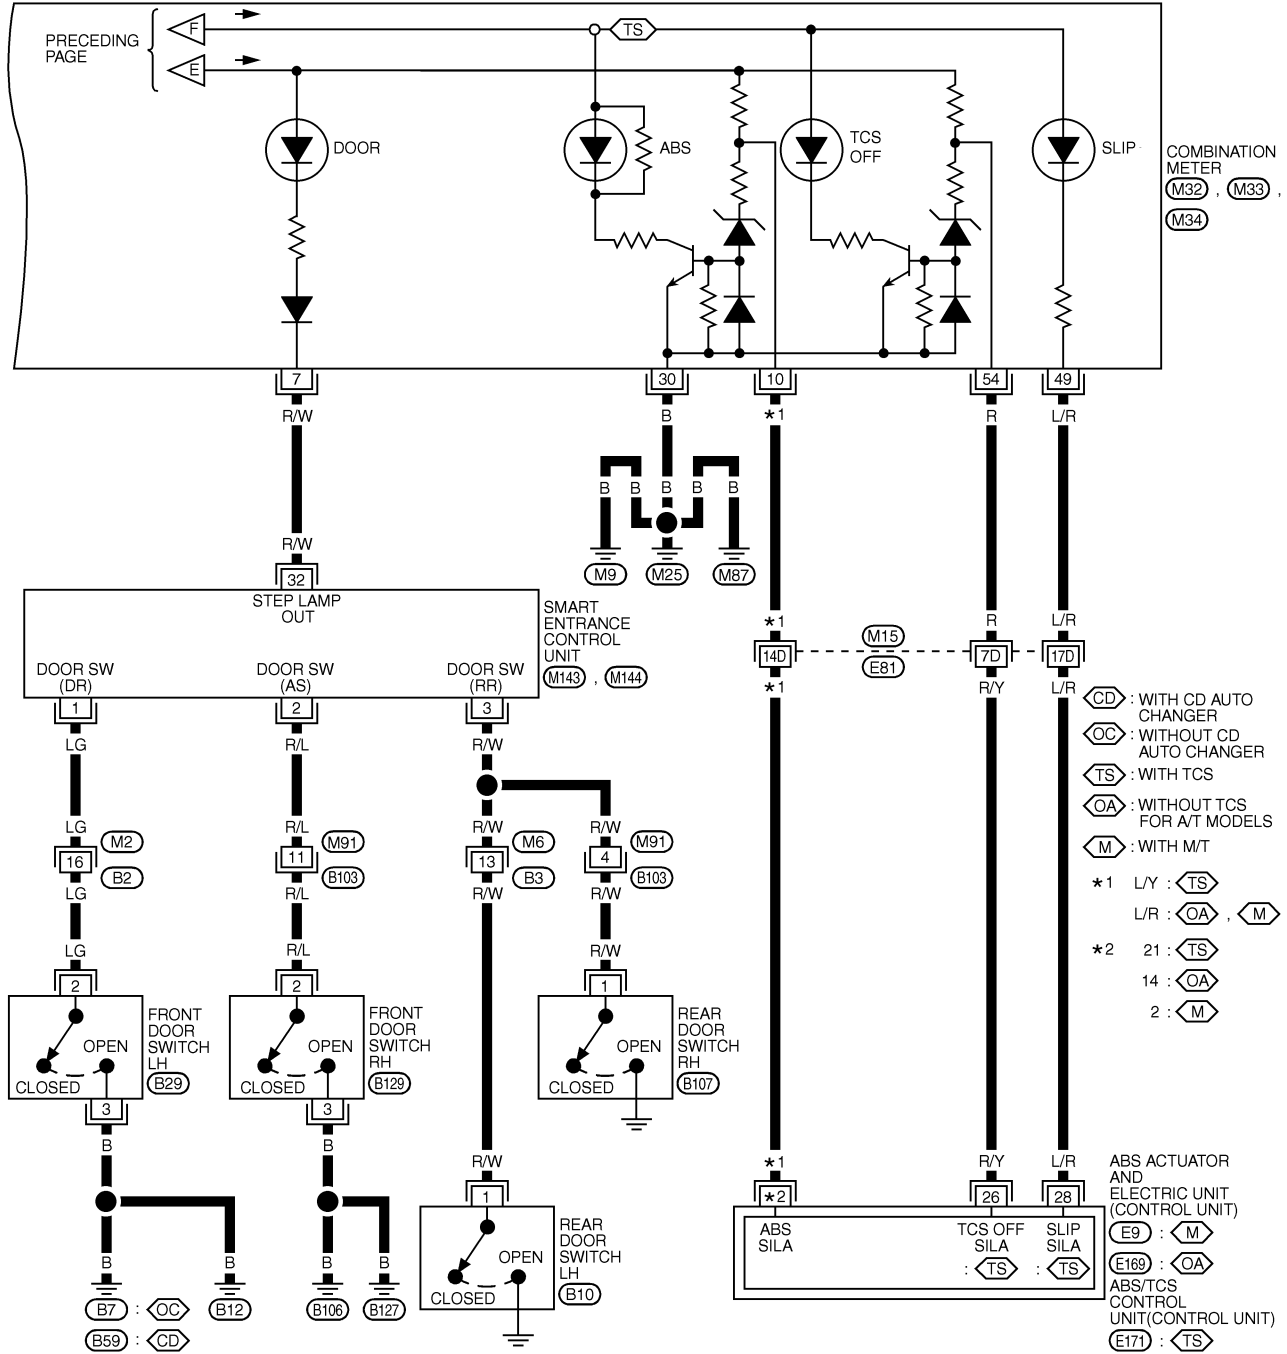 PRECEDING
PAGE
F
E
TS
DOOR
ABS
TCS
OFF
SLIP
COMBINATION
METER
M32 , M33 ,
M34
7
30
10
54
49
R/W
B
*1
R
L/R
B
B
B
B
B
R/W
M9
M25
M87
32
STEP LAMP
OUT
SMART
ENTRANCE
CONTROL
UNIT
M143 , M144
DOOR SW
(DR)
DOOR SW
(AS)
DOOR SW
(RR)
1
2
3
*1
R
L/R
14D
M15
E81
7D
17D
*1
R/Y
L/R
CD : WITH CD AUTO
CHANGER
OC : WITHOUT CD
AUTO CHANGER
TS : WITH TCS
OA : WITHOUT TCS
FOR A/T MODELS
M : WITH M/T
*1 L/Y : TS
L/R : OA , M
*2 21 : TS
14 : OA
2 : M
LG
R/L
R/W
LG
R/L
R/W
R/W
16
M2
B2
11
M91
B103
13
M6
B3
4
M91
B103
LG
R/L
R/W
R/W
LG
R/L
R/W
2
2
1
OPEN
CLOSED
FRONT
DOOR
SWITCH
LH
B29
OPEN
CLOSED
FRONT
DOOR
SWITCH
RH
B129
OPEN
CLOSED
REAR
DOOR
SWITCH
RH
B107
3
3
B
B
R/W
*1
R/Y
L/R
1
*2
26
28
B
B
B
B
B7 : OC
B59 : CD
B12
B106
B127
OPEN
CLOSED
REAR
DOOR
SWITCH
LH
B10
ABS
SILA
TCS OFF
SILA
: TS
SLIP
SILA
: TS
ABS ACTUATOR
AND
ELECTRIC UNIT
(CONTROL UNIT)
E9 : M
E169 : OA
ABS/TCS
CONTROL
UNIT(CONTROL UNIT)
E171 : TS